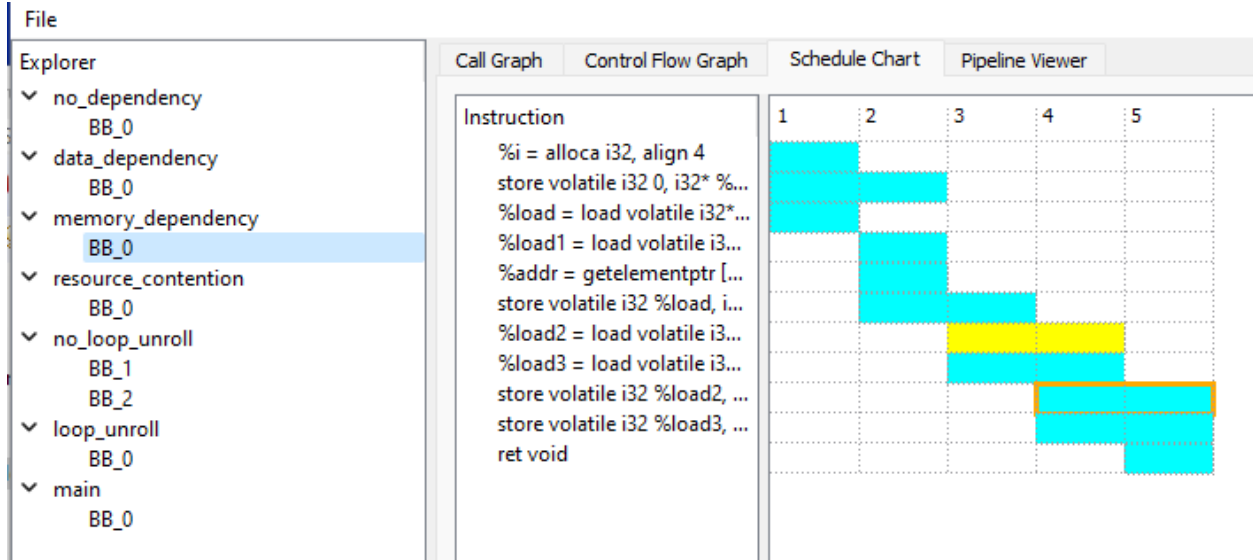 File
Explorer
no_dependency
BB_0
data_dependency
BB_0
memory_dependency
BB_0
resource_contention
BB_0
no_loop_unroll
BB_1
BB_2
loop_unroll
BB_0
main
BB_0
Call Graph Control Flow Graph Schedule Chart Pipeline Viewer
Instruction
%i = alloca i32, align 4
store volatile i32 0, i32* %...
%load = load volatile i32*...
%load1 = load volatile i3...
%addr = getelementptr [...
store volatile i32 %load, i...
%load2 = load volatile i3...
%load3 = load volatile i3...
store volatile i32 %load2, ...
store volatile i32 %load3, ...
ret void
1 2 3 4 5